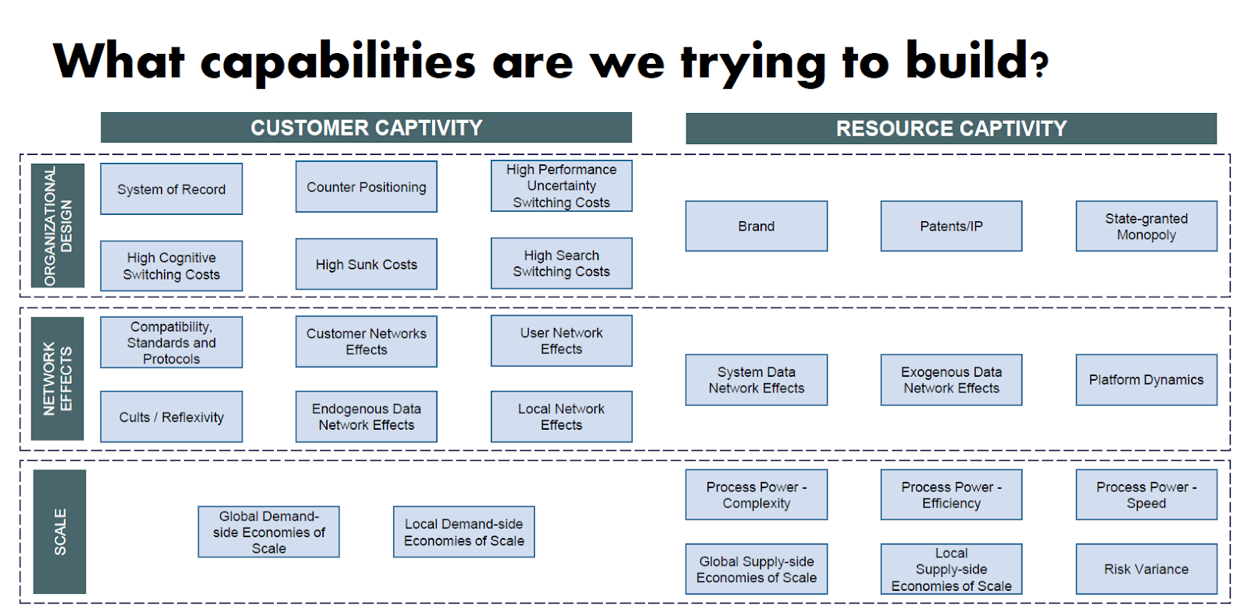 What capabilities are we trying to build?
CUSTOMER CAPTIVITY
RESOURCE CAPTIVITY
ORGANIZATIONAL
DESIGN
System of Record
Counter Positioning
High Performance
Uncertainty
Switching Costs
High Cognitive
Switching Costs
High Sunk Costs
High Search
Switching Costs
Brand
Patents/IP
State-granted
Monopoly
NETWORK
EFFECTS
Compatibility,
Standards and
Protocols
Customer Networks
Effects
User Network
Effects
Cults / Reflexivity
Endogenous Data
Network Effects
Local Network
Effects
System Data
Network Effects
Exogenous Data
Network Effects
Platform Dynamics
SCALE
Global Demand-
side Economies of
Scale
Local Demand-side
Economies of Scale
Process Power -
Complexity
Process Power -
Efficiency
Process Power -
Speed
Global Supply-side
Economies of Scale
Local
Supply-side
Economies of Scale
Risk Variance